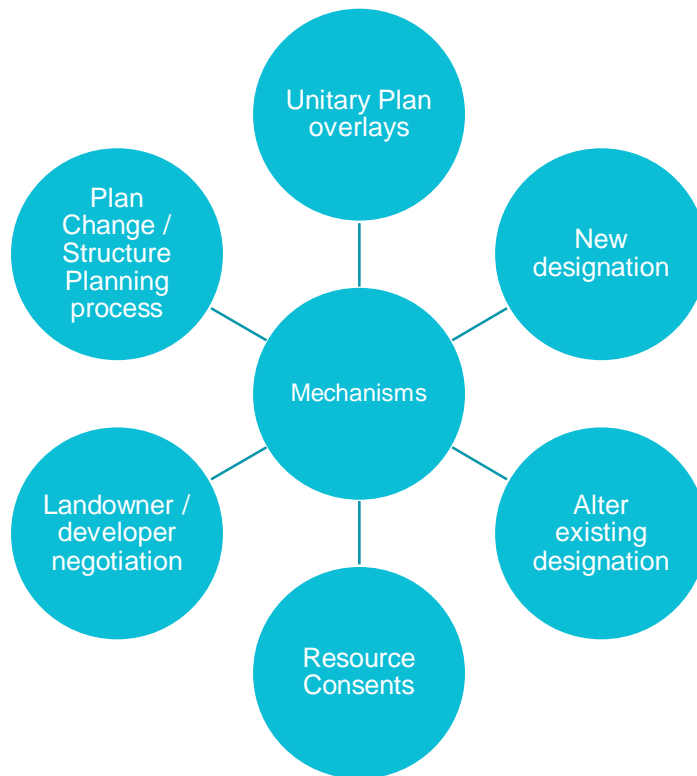 Unitary Plan
overlays
New
designation
Alter
existing
designation
Resource
Consents
Landowner /
developer
negotiation
Plan
Change /
Structure
Planning
process
Mechanisms